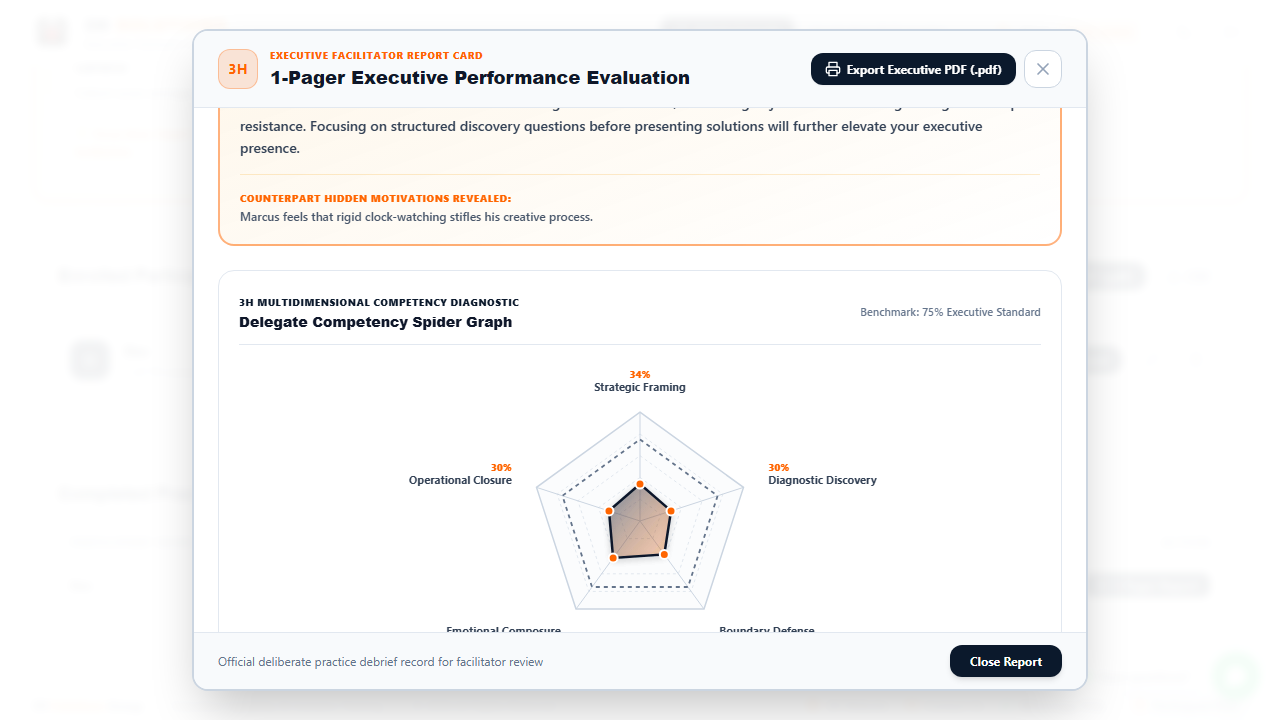 3H
EXECUTIVE FACILITATOR REPORT CARD
1-Pager Executive Performance Evaluation
Export Executive PDF (.pdf)
resistance. Focusing on structured discovery questions before presenting solutions will further elevate your executive
presence.
COUNTERPART HIDDEN MOTIVATIONS REVEALED:
Marcus feels that rigid clock-watching stifles his creative process.
3H MULTIDIMENSIONAL COMPETENCY DIAGNOSTIC
Delegate Competency Spider Graph
Benchmark: 75% Executive Standard
34%
Strategic Framing
30%
Operational Closure
30%
Diagnostic Discovery
Emotional Composure
Boundary Defense
Official deliberate practice debrief record for facilitator review
Close Report